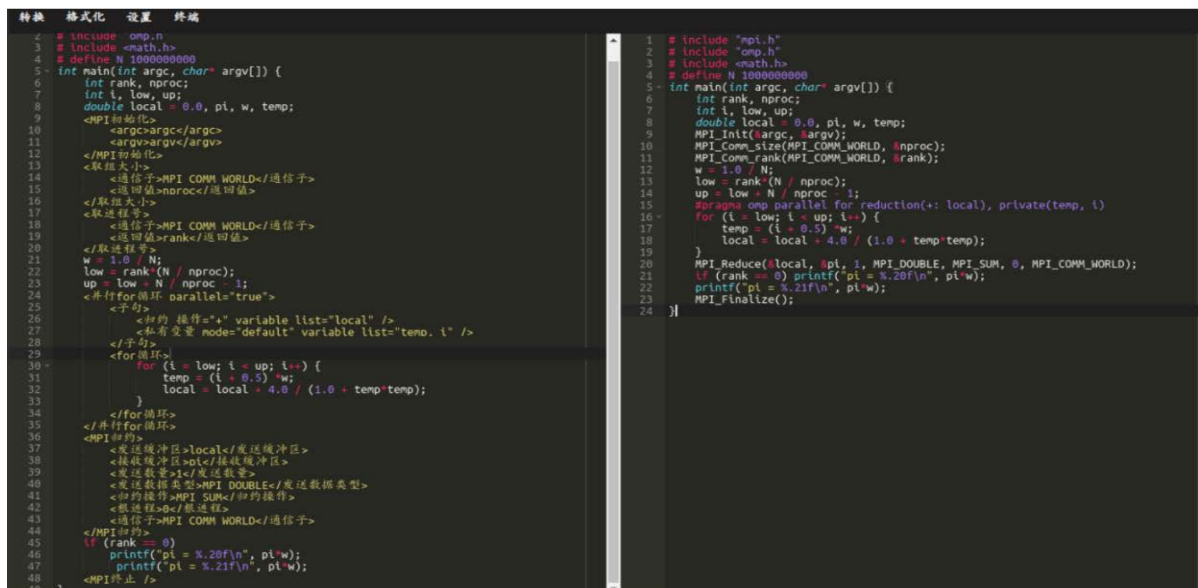 转换 格式化 设置 终端
2 # include "omp.h"
3 # include <math.h>
4 # define N 1000000000
5 int main(int argc, char* argv[]) {
6 int rank, nproc;
7 int i, low, up;
8 double local = 0.0, pi, w, temp;
9 <MPI初始化>
10 <argc>argc</argc>
11 <argv>argv</argv>
12 </MPI初始化>
13 <取组大小>
14 <通信子>MPI COMM WORLD</通信子>
15 <返回值>nproc</返回值>
16 </取组大小>
17 <取进程号>
18 <通信子>MPI COMM WORLD</通信子>
19 <返回值>rank</返回值>
20 </取进程号>
21 w = 1.0 / N;
22 low = rank*(N / nproc);
23 up = low + N / nproc - 1;
24 <并行for循环 parallel="true">
25 <子句>
26 <归约 操作="+" variable list="local" />
27 <私有变量 mode="default" variable list="temp, i" />
28 </子句>
29 <for循环>
30 for (i = low; i < up; i++) {
31 temp = (i + 0.5) *w;
32 local = local + 4.0 / (1.0 + temp*temp);
33 }
34 </for循环>
35 </并行for循环>
36 <MPI归约>
37 <发送缓冲区>local</发送缓冲区>
38 <接收缓冲区>pi</接收缓冲区>
39 <发送数量>1</发送数量>
40 <发送数据类型>MPI DOUBLE</发送数据类型>
41 <归约操作>MPI SUM</归约操作>
42 <根进程>0</根进程>
43 <通信子>MPI COMM WORLD</通信子>
44 </MPI归约>
45 if (rank == 0)
46 printf("pi = %.20f\n", pi*w);
47 printf("pi = %.21f\n", pi*w);
48 <MPI终止 />
1 # include "mpi.h"
2 # include "omp.h"
3 # include <math.h>
4 # define N 1000000000
5 int main(int argc, char* argv[]) {
6 int rank, nproc;
7 int i, low, up;
8 double local = 0.0, pi, w, temp;
9 MPI_Init(&argc, &argv);
10 MPI_Comm_size(MPI_COMM_WORLD, &nproc);
11 MPI_Comm_rank(MPI_COMM_WORLD, &rank);
12 w = 1.0 / N;
13 low = rank*(N / nproc);
14 up = low + N / nproc - 1;
15 #pragma omp parallel for reduction(+: local), private(temp, i)
16 for (i = low; i < up; i++) {
17 temp = (i + 0.5) *w;
18 local = local + 4.0 / (1.0 + temp*temp);
19 }
20 MPI_Reduce(&local, &pi, 1, MPI_DOUBLE, MPI_SUM, 0, MPI_COMM_WORLD);
21 if (rank == 0) printf("pi = %.20f\n", pi*w);
22 printf("pi = %.21f\n", pi*w);
23 MPI_Finalize();
24 }